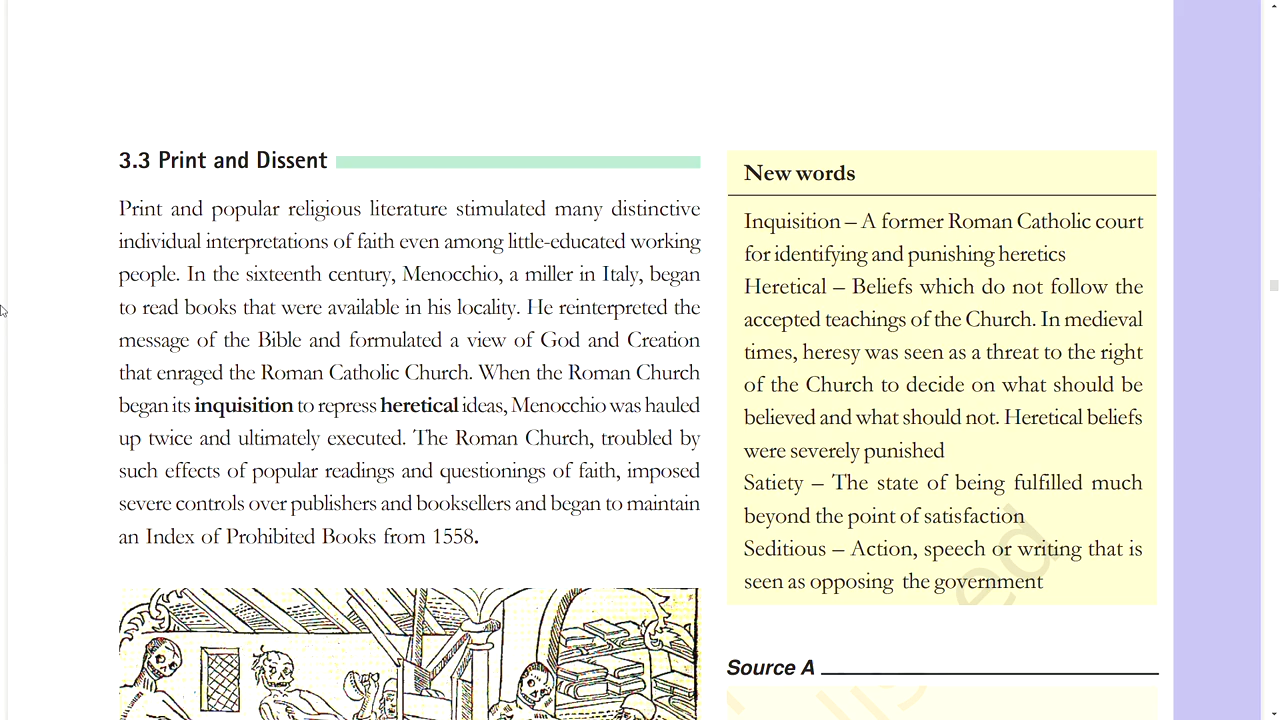 3.3 Print and Dissent
Print and popular religious literature stimulated many distinctive
individual interpretations of faith even among little-educated working
people. In the sixteenth century, Menocchio, a miller in Italy, began
to read books that were available in his locality. He reinterpreted the
message of the Bible and formulated a view of God and Creation
that enraged the Roman Catholic Church. When the Roman Church
began its inquisition to repress heretical ideas, Menocchio was hauled
up twice and ultimately executed. The Roman Church, troubled by
such effects of popular readings and questionings of faith, imposed
severe controls over publishers and booksellers and began to maintain
an Index of Prohibited Books from 1558.
New words
Inquisition – A former Roman Catholic court
for identifying and punishing heretics
Heretical – Beliefs which do not follow the
accepted teachings of the Church. In medieval
times, heresy was seen as a threat to the right
of the Church to decide on what should be
believed and what should not. Heretical beliefs
were severely punished
Satiety – The state of being fulfilled much
beyond the point of satisfaction
Seditious – Action, speech or writing that is
seen as opposing the government
Source A